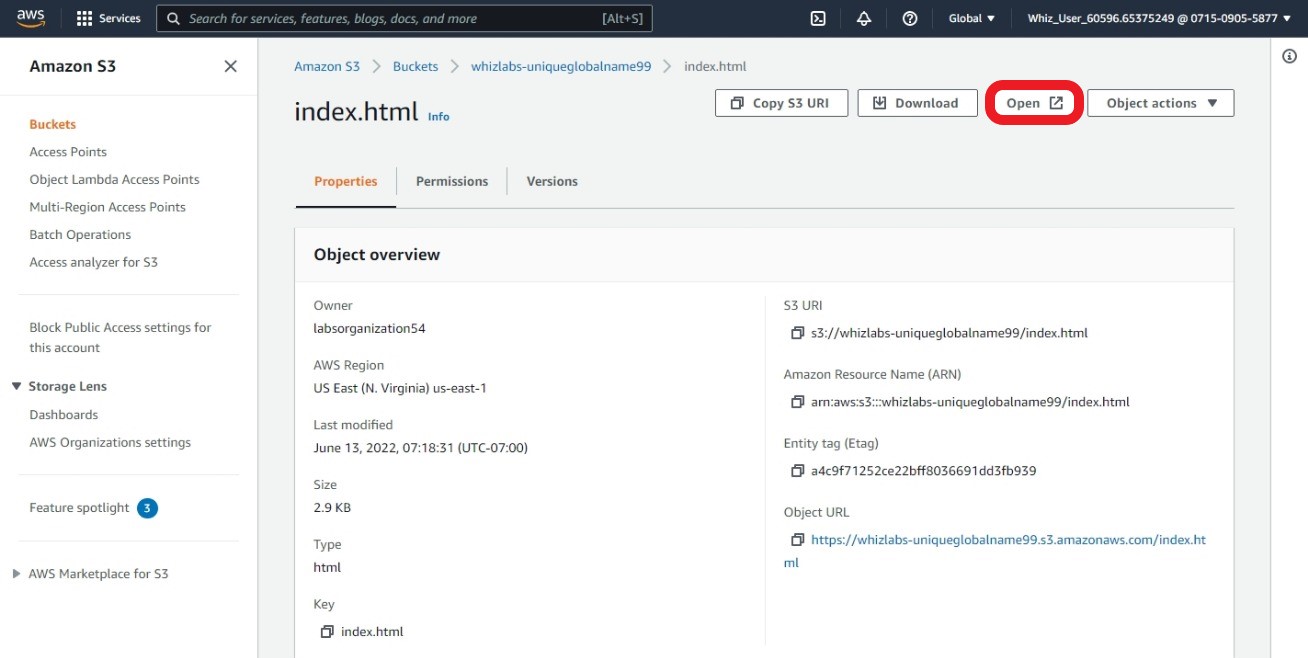 aws Services Search for services, features, blogs, docs, and more [Alt+S] Global Whiz_User_60596.65375249 @ 0715-0905-5877
Amazon S3
Buckets
Access Points
Object Lambda Access Points
Multi-Region Access Points
Batch Operations
Access analyzer for S3
Block Public Access settings for
this account
Storage Lens
Dashboards
AWS Organizations settings
Feature spotlight 3
AWS Marketplace for S3
Amazon S3 Buckets whizlabs-uniqueglobalname99 index.html
index.html Info
Copy S3 URI Download Open Object actions
Properties Permissions Versions
Object overview
Owner
labsorganization54
AWS Region
US East (N. Virginia) us-east-1
Last modified
June 13, 2022, 07:18:31 (UTC-07:00)
Size
2.9 KB
Type
html
Key
index.html
S3 URI
s3://whizlabs-uniqueglobalname99/index.html
Amazon Resource Name (ARN)
arn:aws:s3:::whizlabs-uniqueglobalname99/index.html
Entity tag (Etag)
a4c9f71252ce22bff8036691dd3fb939
Object URL
https://whizlabs-uniqueglobalname99.s3.amazonaws.com/index.ht
ml